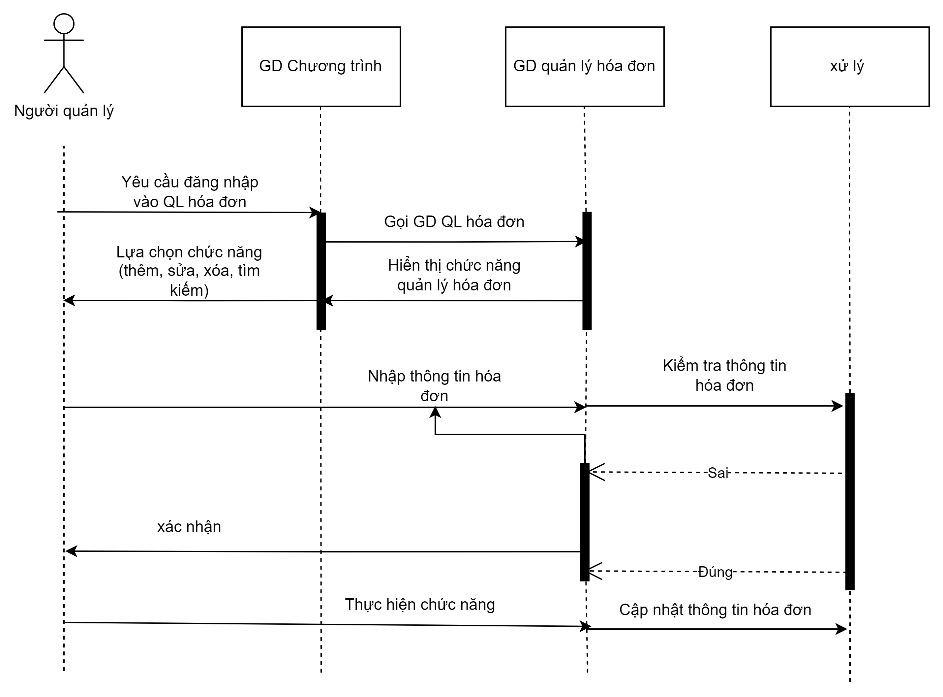 GD Chương trình
GD quản lý hóa đơn
xử lý
Người quản lý
Yêu cầu đăng nhập
vào QL hóa đơn
Gọi GD QL hóa đơn
Lựa chọn chức năng
(thêm, sửa, xóa, tìm
kiếm)
Hiển thị chức năng
quản lý hóa đơn
Kiểm tra thông tin
hóa đơn
Nhập thông tin hóa
đơn
Sai
xác nhận
Đúng
Thực hiện chức năng
Cập nhật thông tin hóa đơn